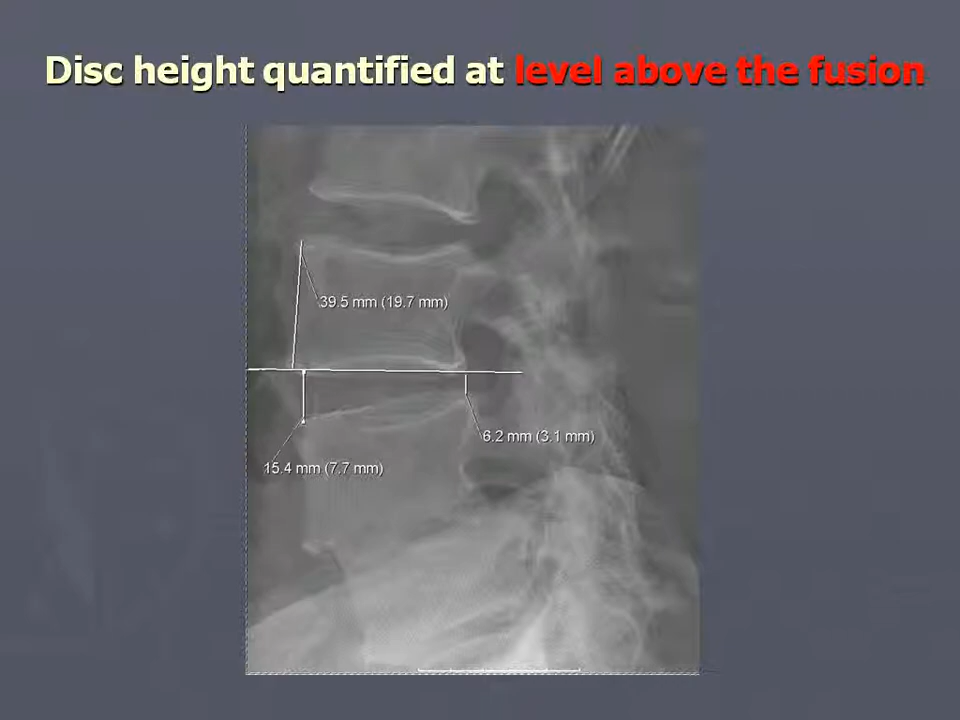 Disc height quantified at level above the fusion
39.5 mm (19.7 mm)
6.2 mm (3.1 mm)
15.4 mm (7.7 mm)